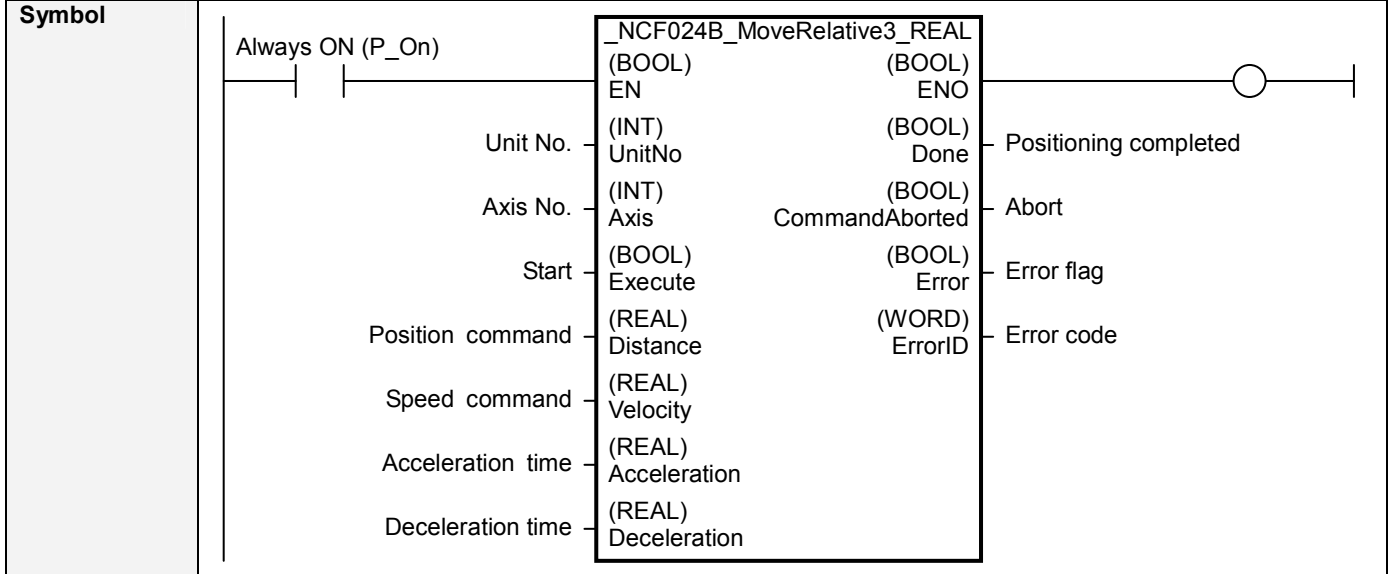 Symbol
Always ON (P_On)
_NCF024B_MoveRelative3_REAL
(BOOL) (BOOL)
EN ENO
Unit No. (INT) (BOOL) Positioning completed
UnitNo Done
Axis No. (INT) (BOOL) Abort
Axis CommandAborted
Start (BOOL) (BOOL) Error flag
Execute Error
Position command (REAL) (WORD) Error code
Distance ErrorID
Speed command (REAL)
Velocity
Acceleration time (REAL)
Acceleration
Deceleration time (REAL)
Deceleration